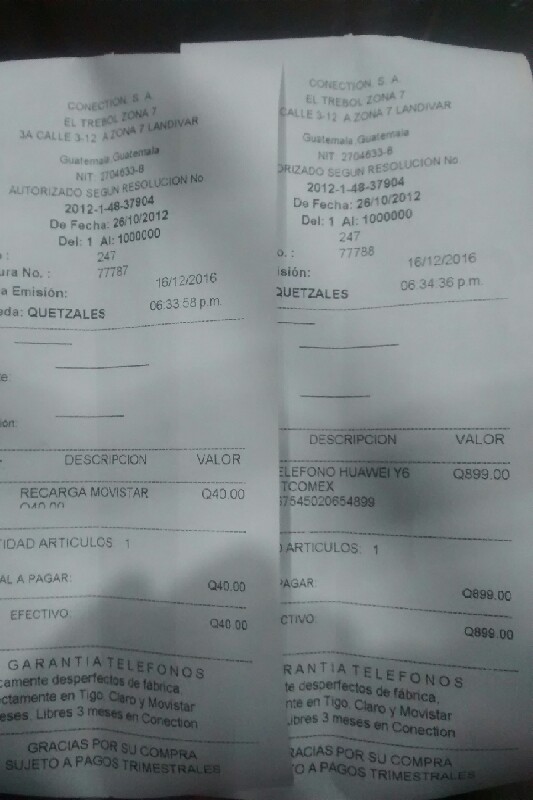 CONECTION, S. A.
EL TREBOL ZONA 7
3A CALLE 3-12 A ZONA 7 LANDIVAR
Guatemala,Guatemala
NIT: 2704633-8
AUTORIZADO SEGUN RESOLUCION No.
2012-1-48-37904
De Fecha: 26/10/2012
Del: 1 Al: 1000000
: 247
ura No. : 77787
a Emisión: 16/12/2016
06:33:58 p.m.
eda: QUETZALES
te:
ión:
DESCRIPCION VALOR
RECARGA MOVISTAR Q40.00
Q40.00
TIDAD ARTICULOS 1
AL A PAGAR: Q40.00
EFECTIVO: Q40.00
GARANTIA TELEFONOS
camente desperfectos de fábrica,
ctamente en Tigo, Claro y Movistar
eses. Libres 3 meses en Conection
GRACIAS POR SU COMPRA
SUJETO A PAGOS TRIMESTRALES
CONECTION, S. A.
EL TREBOL ZONA 7
CALLE 3-12 A ZONA 7 LANDIVAR
Guatemala,Guatemala
NIT: 2704633-8
ORIZADO SEGUN RESOLUCION No.
2012-1-48-37904
De Fecha: 26/10/2012
Del: 1 Al: 1000000
247
o. : 77788
isión: 16/12/2016
06:34:36 p.m.
QUETZALES
DESCRIPCION VALOR
ELEFONO HUAWEI Y6 Q899.00
TCOMEX
67545020654899
ARTICULOS: 1
PAGAR: Q899.00
CTIVO: Q899.00
RANTIA TELEFONOS
te desperfectos de fábrica,
nte en Tigo, Claro y Movistar
Libres 3 meses en Conection
RACIAS POR SU COMPRA
TO A PAGOS TRIMESTRALES